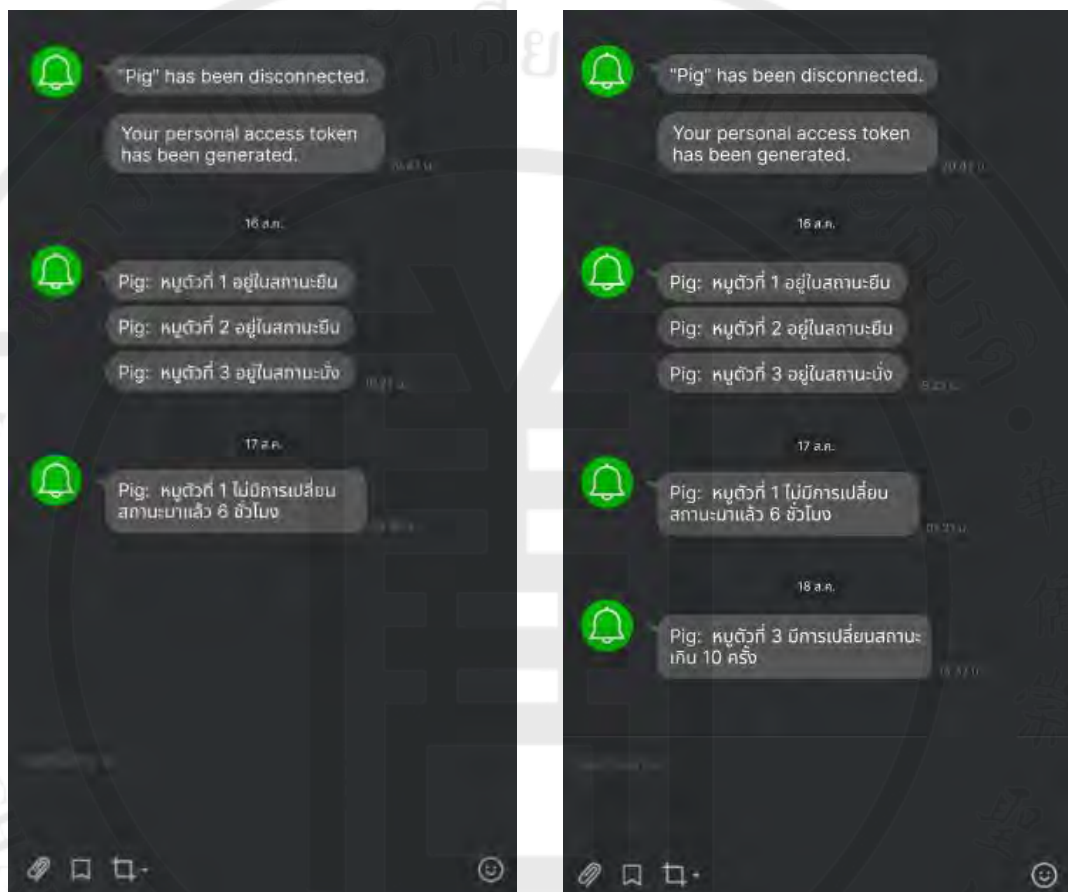 "Pig" has been disconnected.
Your personal access token
has been generated.
16 ส.ค.
Pig: หมูตัวที่ 1 อยู่ในสถานะยืน
Pig: หมูตัวที่ 2 อยู่ในสถานะยืน
Pig: หมูตัวที่ 3 อยู่ในสถานะนั่ง
17 ส.ค.
Pig: หมูตัวที่ 1 ไม่มีการเปลี่ยน
สถานะมาแล้ว 6 ชั่วโมง
"Pig" has been disconnected.
Your personal access token
has been generated.
16 ส.ค.
Pig: หมูตัวที่ 1 อยู่ในสถานะยืน
Pig: หมูตัวที่ 2 อยู่ในสถานะยืน
Pig: หมูตัวที่ 3 อยู่ในสถานะนั่ง
17 ส.ค.
Pig: หมูตัวที่ 1 ไม่มีการเปลี่ยน
สถานะมาแล้ว 6 ชั่วโมง
18 ส.ค.
Pig: หมูตัวที่ 3 มีการเปลี่ยนสถานะ
เกิน 10 ครั้ง